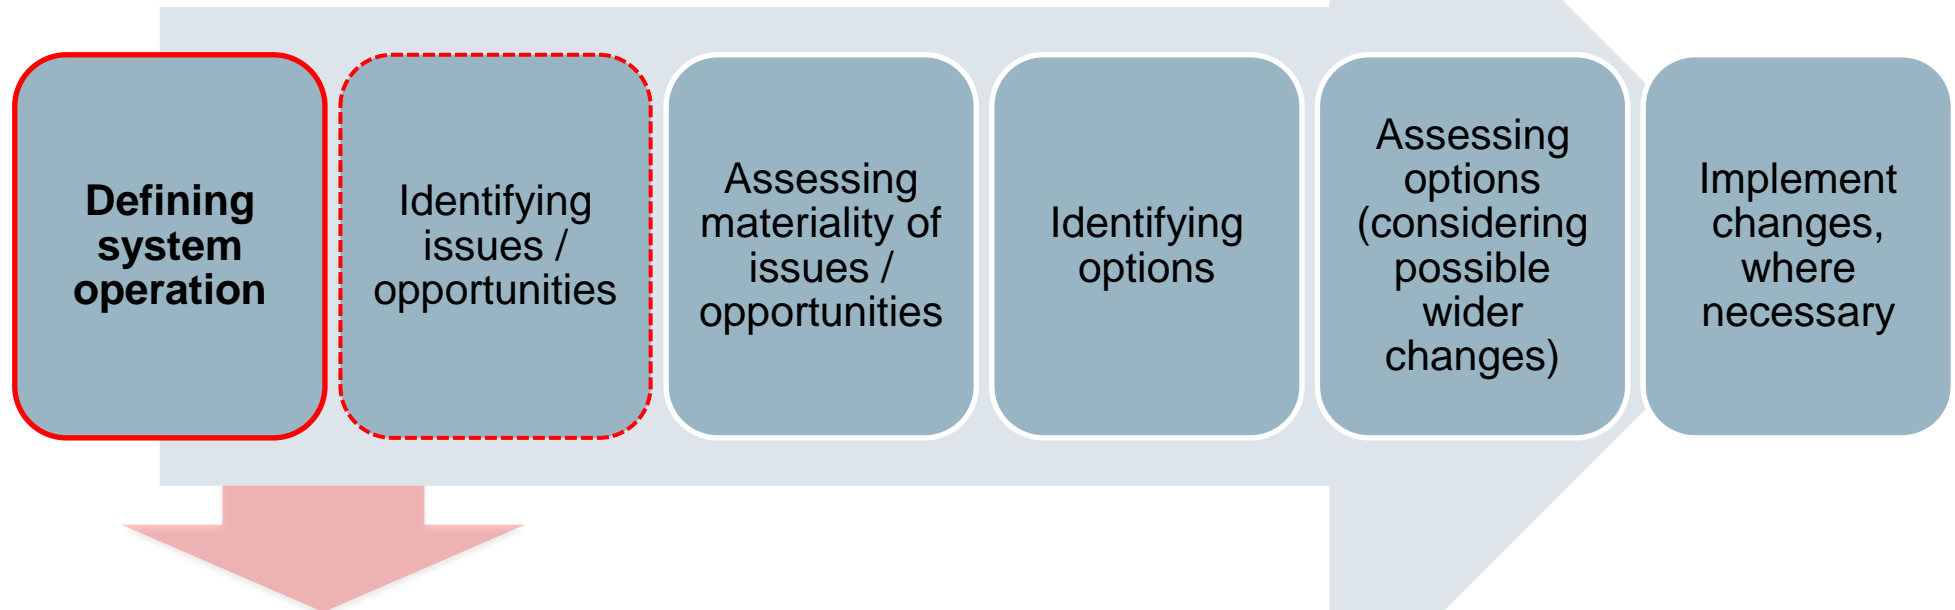 Defining
system
operation
Identifying
issues /
opportunities
Assessing
materiality of
issues /
opportunities
Identifying
options
Assessing
options
(considering
possible
wider
changes)
Implement
changes,
where
necessary